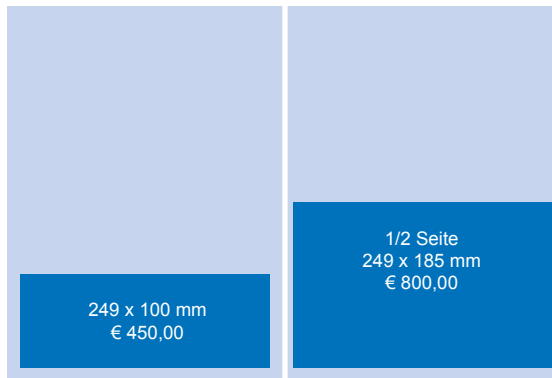 249 x 100 mm
€ 450,00
1/2 Seite
249 x 185 mm
€ 800,00